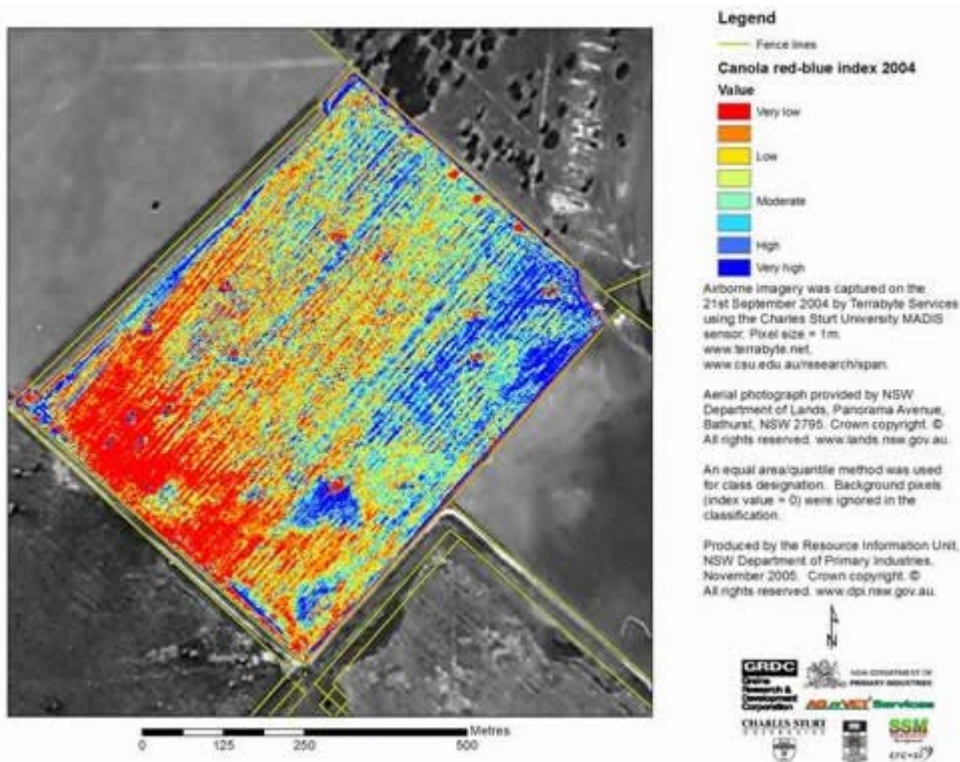 Legend
Fence lines
Canola red-blue index 2004
Value
Very low
Low
Moderate
High
Very high
Airborne imagery was captured on the
21st September 2004 by Terrabyte Services
using the Charles Sturt University MADIS
sensor. Pixel size = 1m.
www.terrabyte.net,
www.csu.edu.au/research/span.
Aerial photograph provided by NSW
Department of Lands, Panorama Avenue,
Bathurst, NSW 2795. Crown copyright. ©
All rights reserved. www.lands.nsw.gov.au.
An equal area/quantile method was used
for class designation. Background pixels
(index value = 0) were ignored in the
classification.
Produced by the Resource Information Unit,
NSW Department of Primary Industries,
November 2005. Crown copyright. ©
All rights reserved. www.dpi.nsw.gov.au.
N
GRDC
Grains
Research &
Development
Corporation
NSW DEPARTMENT OF
PRIMARY INDUSTRIES
Services
CHARLES STURT
UNIVERSITY
SSM
Metres
0
125
250
500